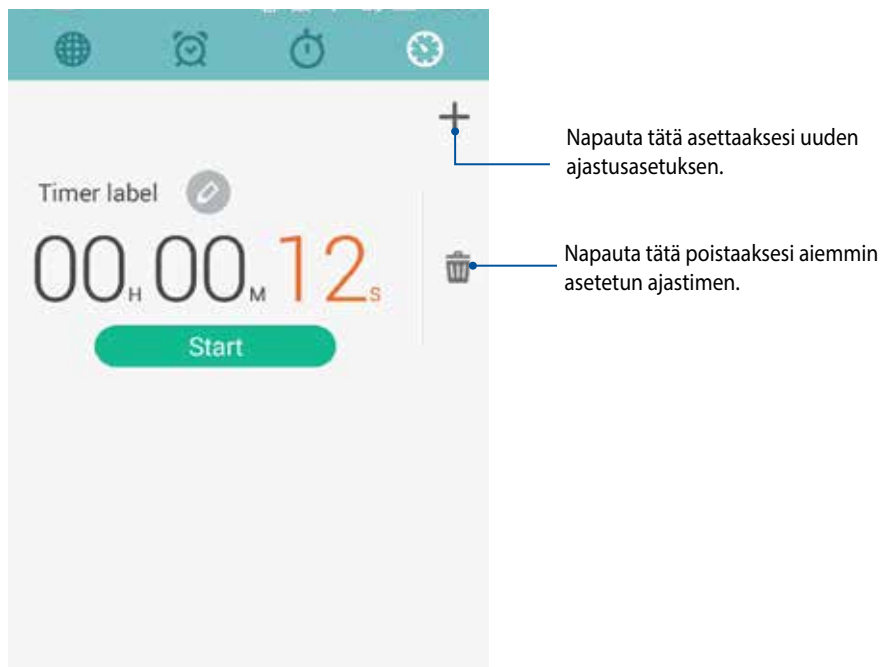 Napauta tätä asettaaksesi uuden
ajastusasetuksen.
Timer label
00H 00M 12S
Napauta tätä poistaaksesi aiemmin
asetetun ajastimen.
Start